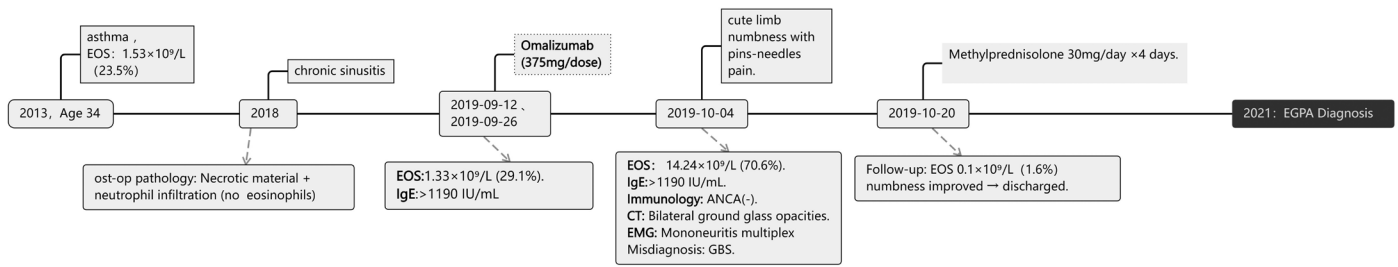 asthma ,
EOS: 1.53×10⁹/L
(23.5%)
2013, Age 34
chronic sinusitis
2018
ost-op pathology: Necrotic material +
neutrophil infiltration (no eosinophils)
Omalizumab
(375mg/dose)
2019-09-12 、
2019-09-26
EOS:1.33×10⁹/L (29.1%).
IgE:>1190 IU/mL
cute limb
numbness with
pins-needles
pain.
2019-10-04
EOS: 14.24×10⁹/L (70.6%).
IgE:>1190 IU/mL.
Immunology: ANCA(-).
CT: Bilateral ground glass opacities.
EMG: Mononeuritis multiplex
Misdiagnosis: GBS.
Methylprednisolone 30mg/day ×4 days.
2019-10-20
Follow-up: EOS 0.1×10⁹/L (1.6%)
numbness improved → discharged.
2021: EGPA Diagnosis